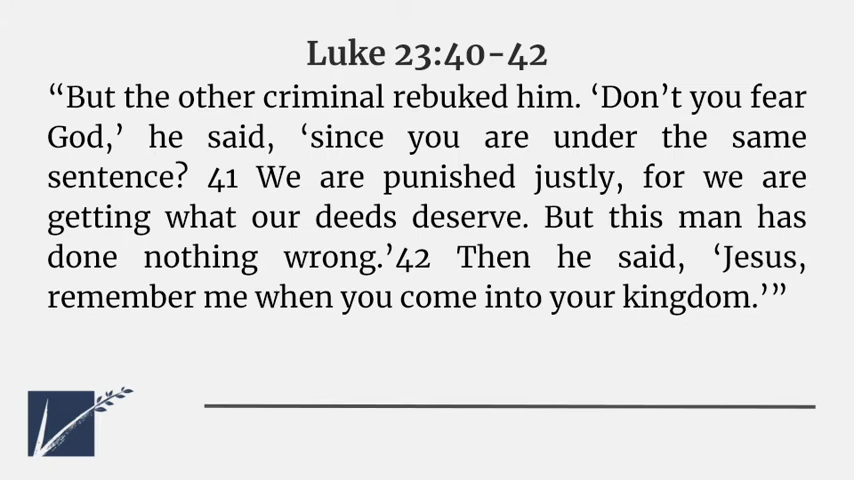 Luke 23:40-42
“But the other criminal rebuked him. ‘Don’t you fear
God,’ he said, ‘since you are under the same
sentence? 41 We are punished justly, for we are
getting what our deeds deserve. But this man has
done nothing wrong.’42 Then he said, ‘Jesus,
remember me when you come into your kingdom.’”